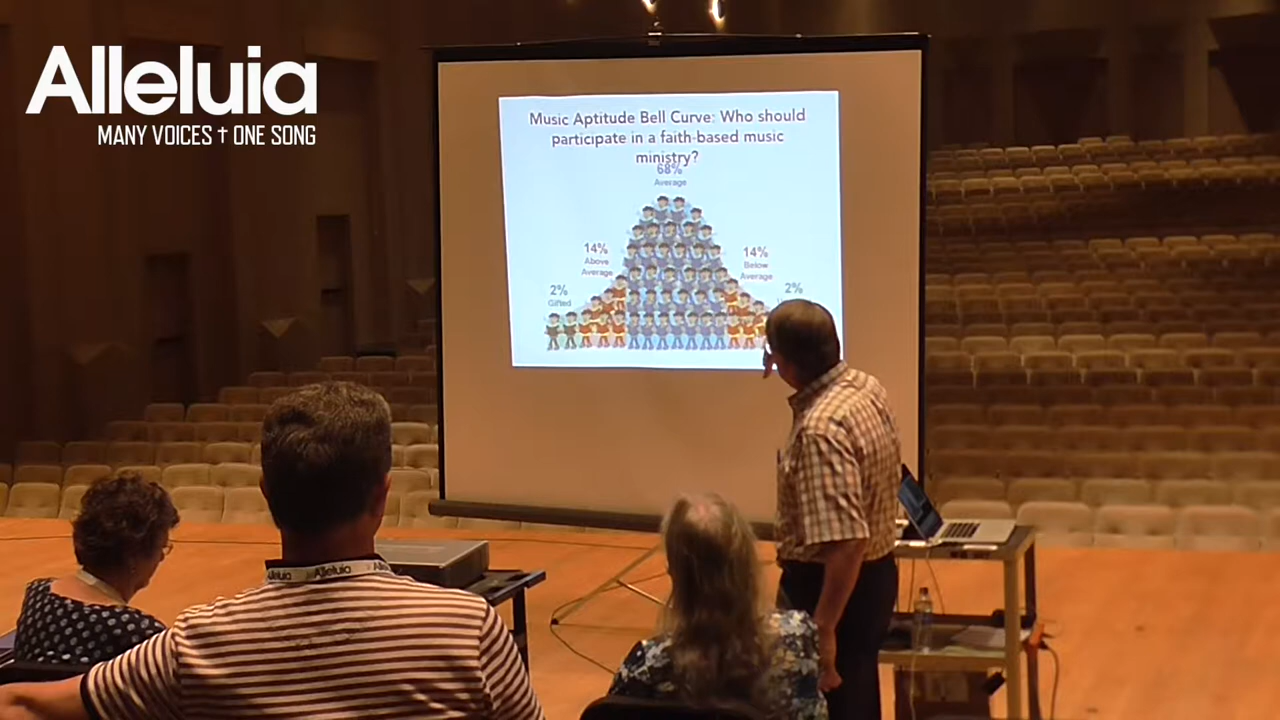 Alleluia
MANY VOICES † ONE SONG
Music Aptitude Bell Curve: Who should
participate in a faith-based music
ministry?
68%
Average
14%
Above
Average
14%
Below
Average
2%
Gifted
2%
Alleluia
Alleluia